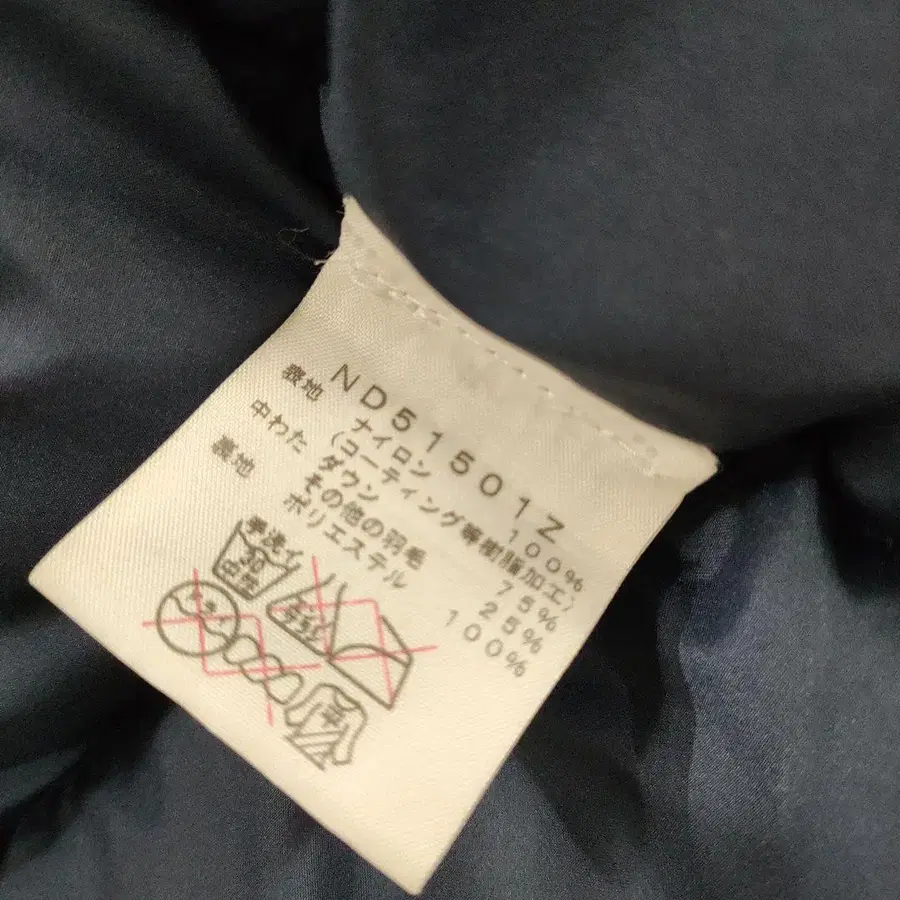 ND51501Z
表地 ナイロン 100%
(コーティング等樹脂加工)
中わた ダウン 75%
その他の羽毛 25%
裏地 ポリエステル 100%
手洗イ
30
中性